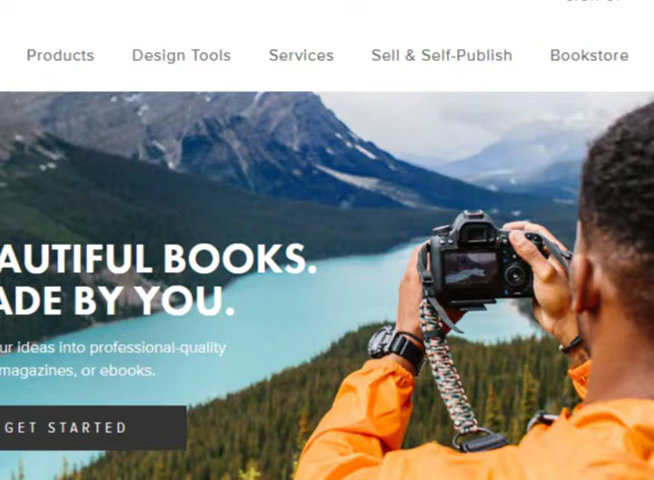 Products Design Tools Services Sell & Self-Publish Bookstore
AUTIFUL BOOKS.
ADE BY YOU.
ur ideas into professional-quality
magazines, or ebooks.
GET STARTED